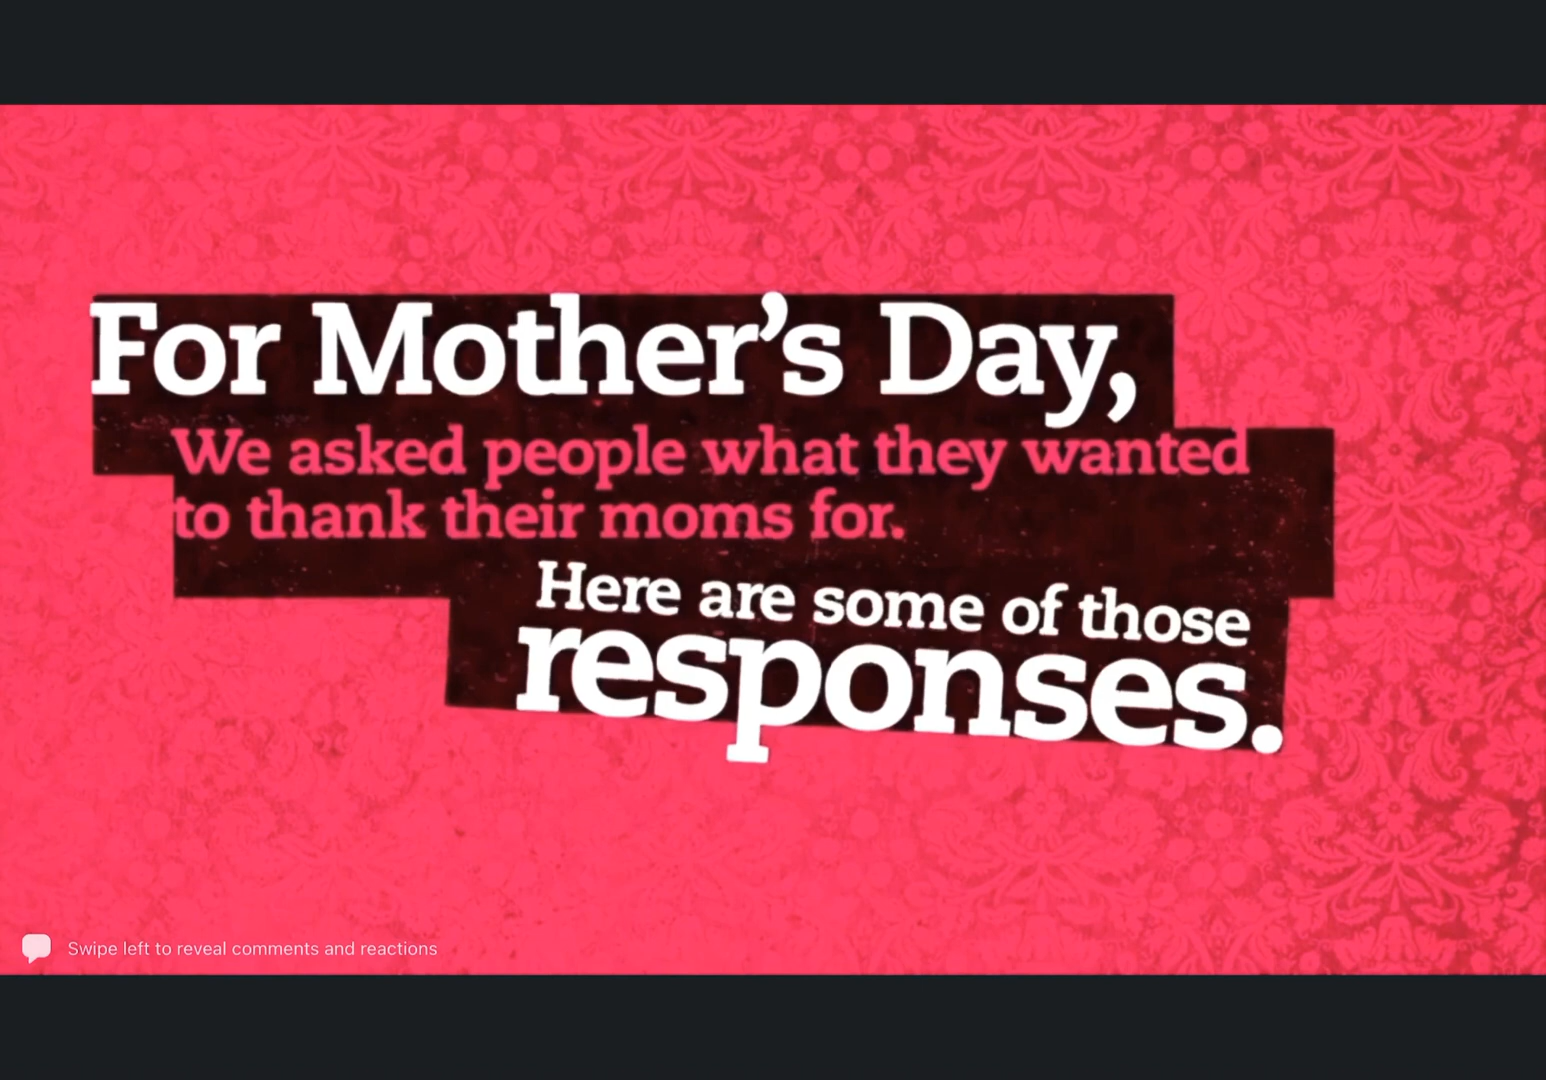 For Mother’s Day,
We asked people what they wanted
to thank their moms for.
Here are some of those
responses.
Swipe left to reveal comments and reactions